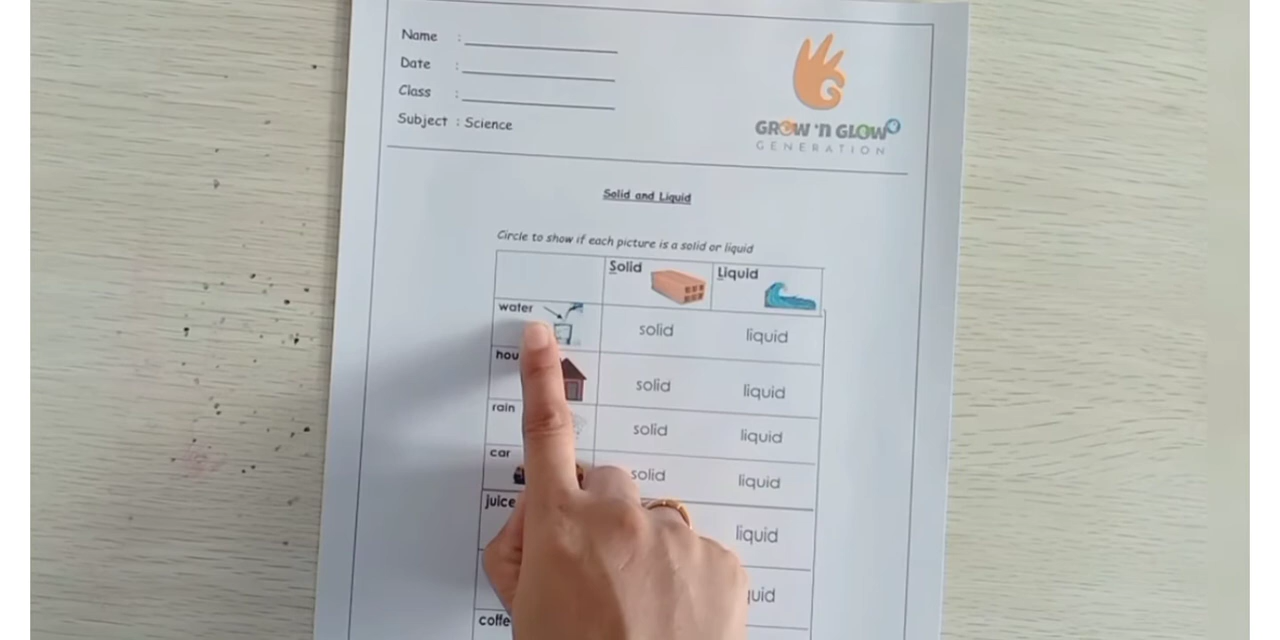 Name : 
Date : 
Class : 
Subject : Science
GROW 'N GLOW
GENERATION
Solid and Liquid
Circle to show if each picture is a solid or liquid
Solid Liquid
water solid liquid
solid liquid
rain solid liquid
car solid liquid
juice liquid